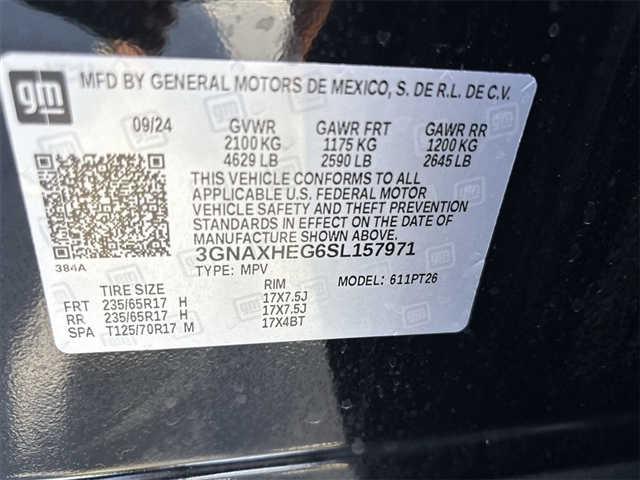 gm MFD BY GENERAL MOTORS DE MEXICO, S. DE R.L. DE C.V.
09/24 GVWR GAWR FRT GAWR RR
2100 KG 1175 KG 1200 KG
4629 LB 2590 LB 2645 LB
THIS VEHICLE CONFORMS TO ALL
APPLICABLE U.S. FEDERAL MOTOR
VEHICLE SAFETY AND THEFT PREVENTION
STANDARDS IN EFFECT ON THE DATE OF
MANUFACTURE SHOWN ABOVE.
384A 3GNAXHEG6SL157971
TYPE: MPV MODEL: 611PT26
TIRE SIZE RIM
FRT 235/65R17 H 17X7.5J
RR 235/65R17 H 17X7.5J
SPA T125/70R17 M 17X4BT